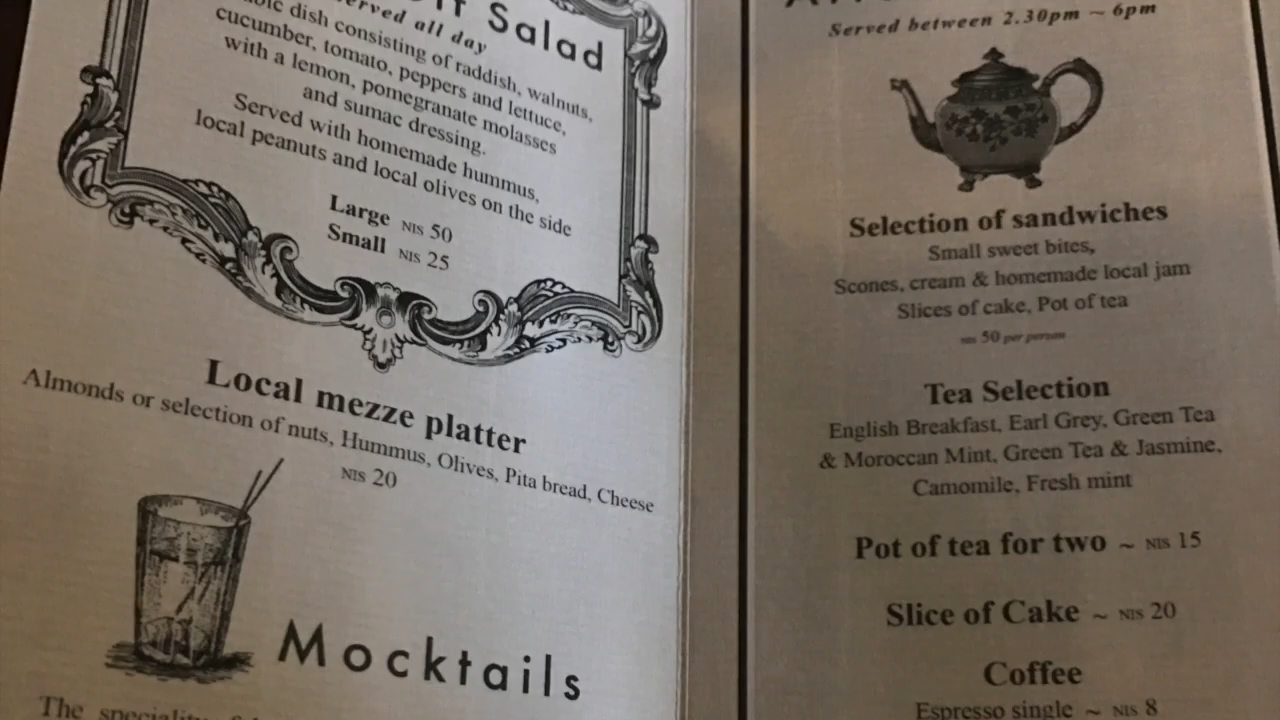 Salad
served all day
dish consisting of raddish, walnuts,
cucumber, tomato, peppers and lettuce,
with a lemon, pomegranate molasses
and sumac dressing.
Served with homemade hummus,
local peanuts and local olives on the side
Large NIS 50
Small NIS 25
Local mezze platter
Almonds or selection of nuts, Hummus, Olives, Pita bread, Cheese
NIS 20
Mocktails
The speciality
Served between 2.30pm ~ 6pm
Selection of sandwiches
Small sweet bites,
Scones, cream & homemade local jam
Slices of cake, Pot of tea
NIS 50 per person
Tea Selection
English Breakfast, Earl Grey, Green Tea
& Moroccan Mint, Green Tea & Jasmine,
Camomile, Fresh mint
Pot of tea for two ~ NIS 15
Slice of Cake ~ NIS 20
Coffee
Espresso single ~ NIS 8